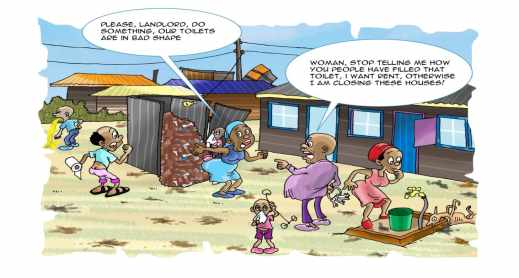 PLEASE, LANDLORD, DO
SOMETHING, OUR TOILETS
ARE IN BAD SHAPE
WOMAN, STOP TELLING ME HOW
YOU PEOPLE HAVE FILLED THAT
TOILET, I WANT RENT, OTHERWISE
I AM CLOSING THESE HOUSES!